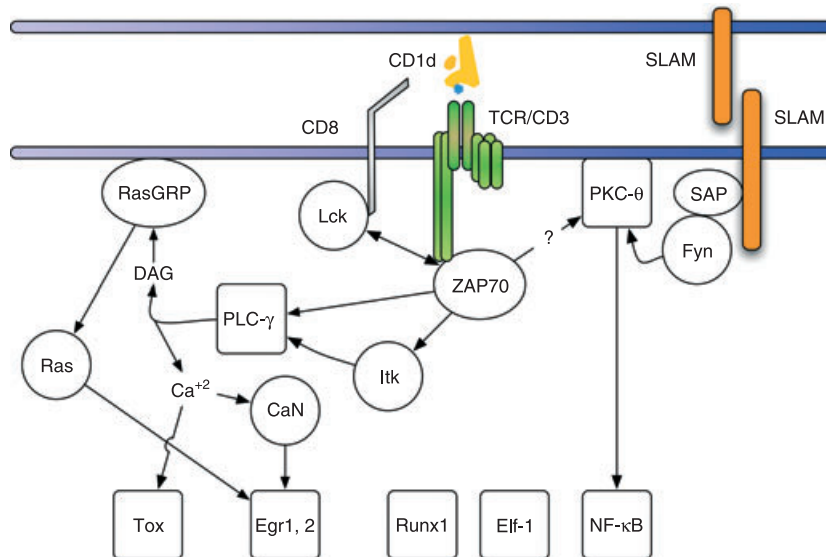 CD1d
SLAM
CD8
TCR/CD3
SLAM
RasGRP
Lck
PKC-θ
SAP
Fyn
?
DAG
ZAP70
PLC-γ
Ras
Itk
Ca+2
CaN
Tox
Egr1, 2
Runx1
Elf-1
NF-κB